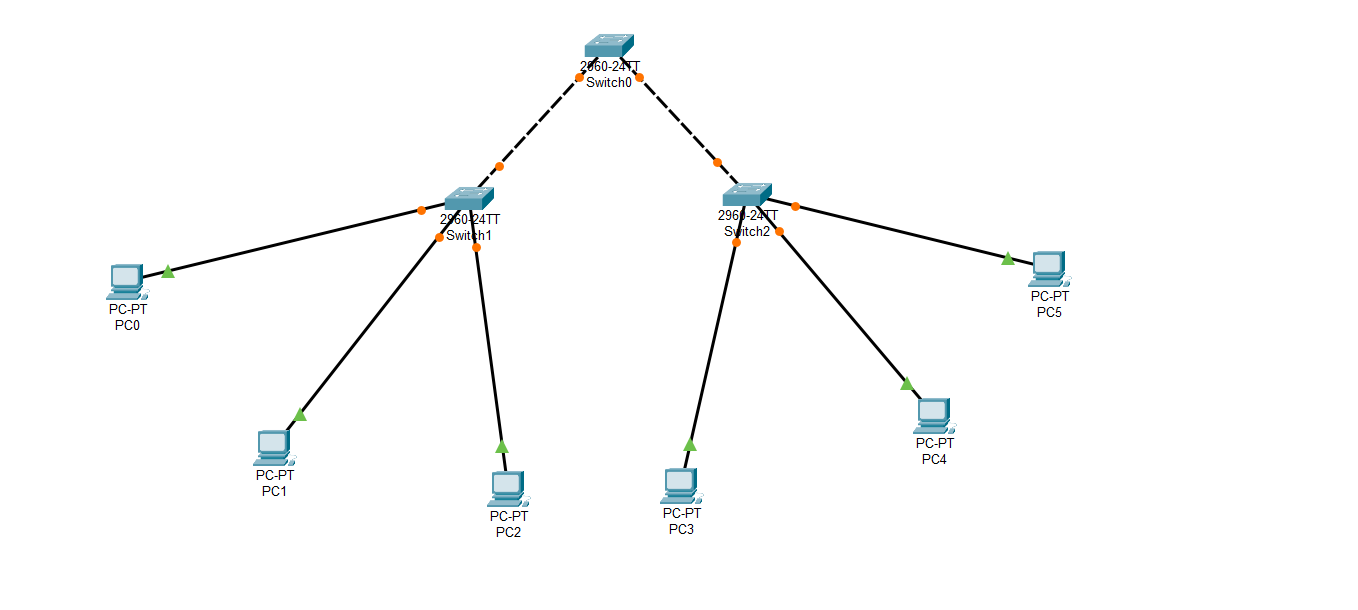 2960-24TT
Switch0
2960-24TT
Switch1
2960-24TT
Switch2
PC-PT
PC0
PC-PT
PC5
PC-PT
PC4
PC-PT
PC1
PC-PT
PC2
PC-PT
PC3